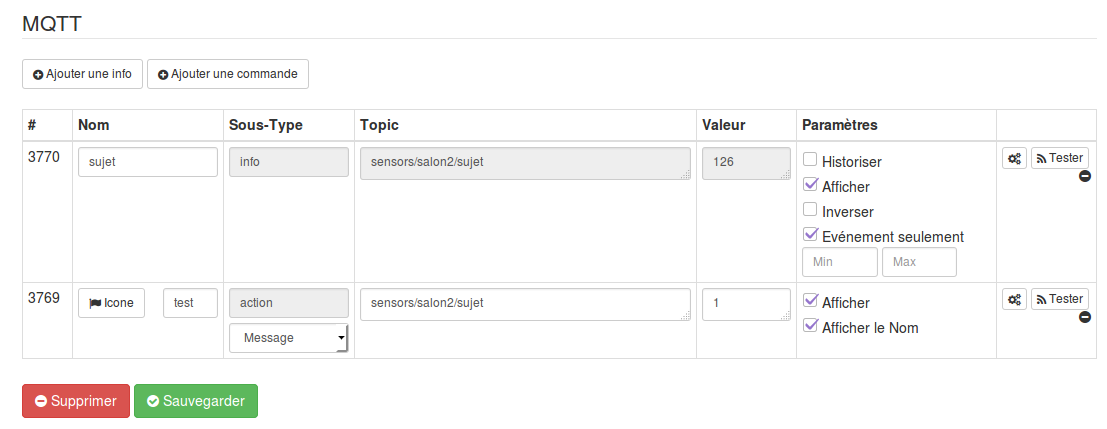 MQTT
Ajouter une info Ajouter une commande
# Nom Sous-Type Topic Valeur Paramètres
3770 sujet info sensors/salon2/sujet 126 Historiser Tester
Afficher
Inverser
Evénement seulement
Min Max
3769 Icone test action sensors/salon2/sujet 1 Afficher Tester
Message Afficher le Nom
Supprimer Sauvegarder